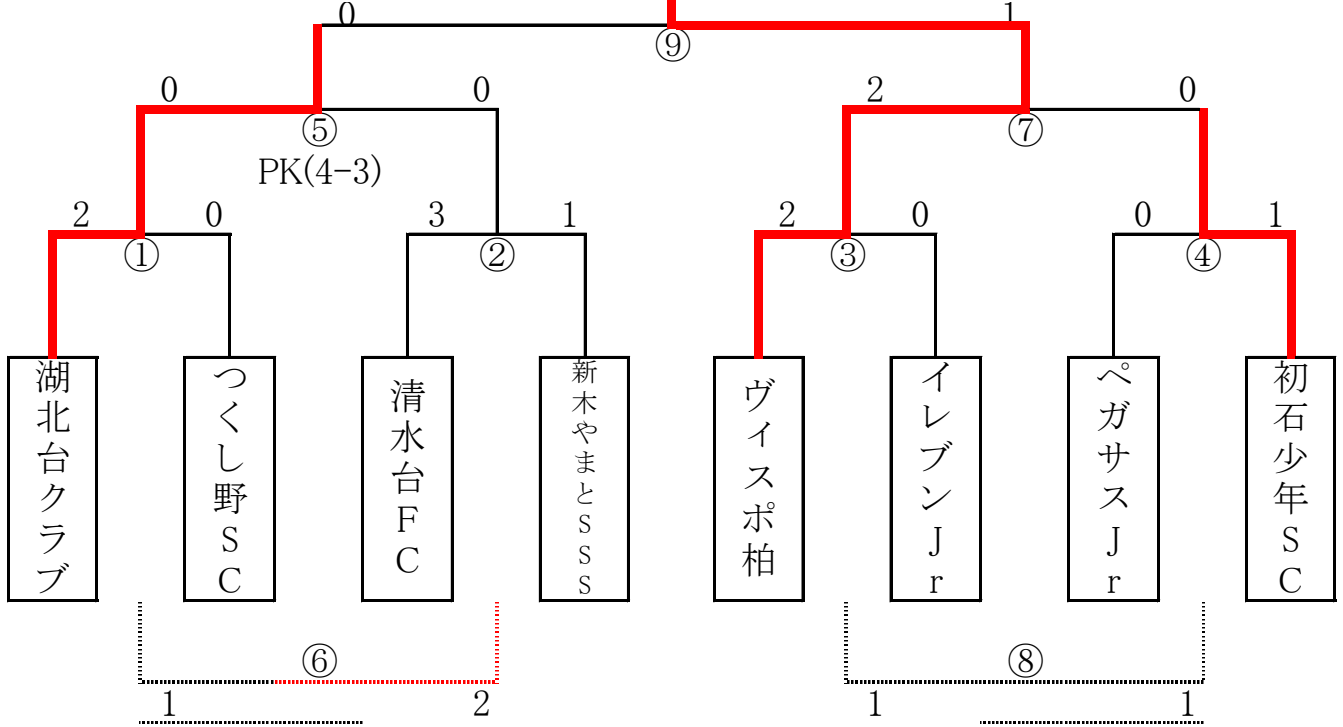 0 1
⑨
0 0 2 0
⑤ ⑦
PK(4-3)
2 0 3 1 2 0 0 1
① ② ③ ④
湖北台クラブ
つくし野SC
清水台FC
新木やまとSSS
ヴィスポ柏
イレブンJr
ペガサスJr
初石少年SC
⑥ ⑧
1 2 1 1